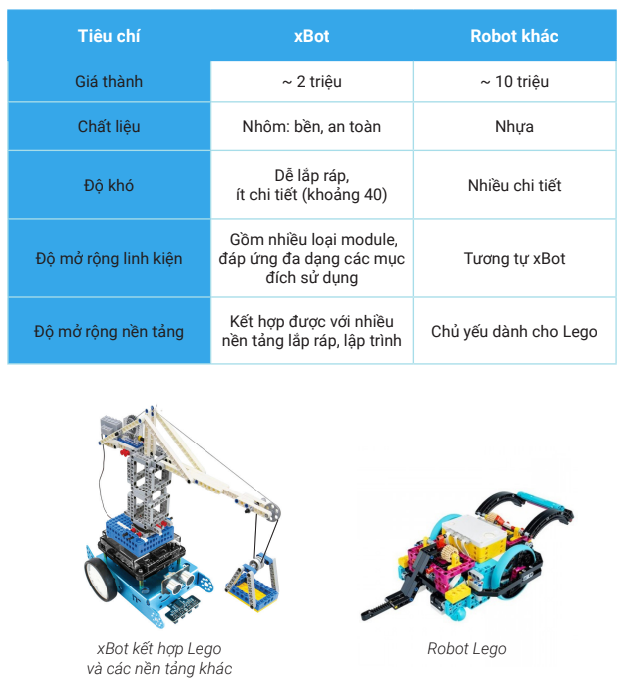 Tiêu chí xBot Robot khác
Giá thành ~ 2 triệu ~ 10 triệu
Chất liệu Nhôm: bền, an toàn Nhựa
Độ khó
Dễ lắp ráp,
ít chi tiết (khoảng 40)
Nhiều chi tiết
Độ mở rộng linh kiện
Gồm nhiều loại module,
đáp ứng đa dạng các mục
đích sử dụng
Tương tự xBot
Độ mở rộng nền tảng
Kết hợp được với nhiều
nền tảng lắp ráp, lập trình
Chủ yếu dành cho Lego
xBot kết hợp Lego
và các nền tảng khác
Robot Lego